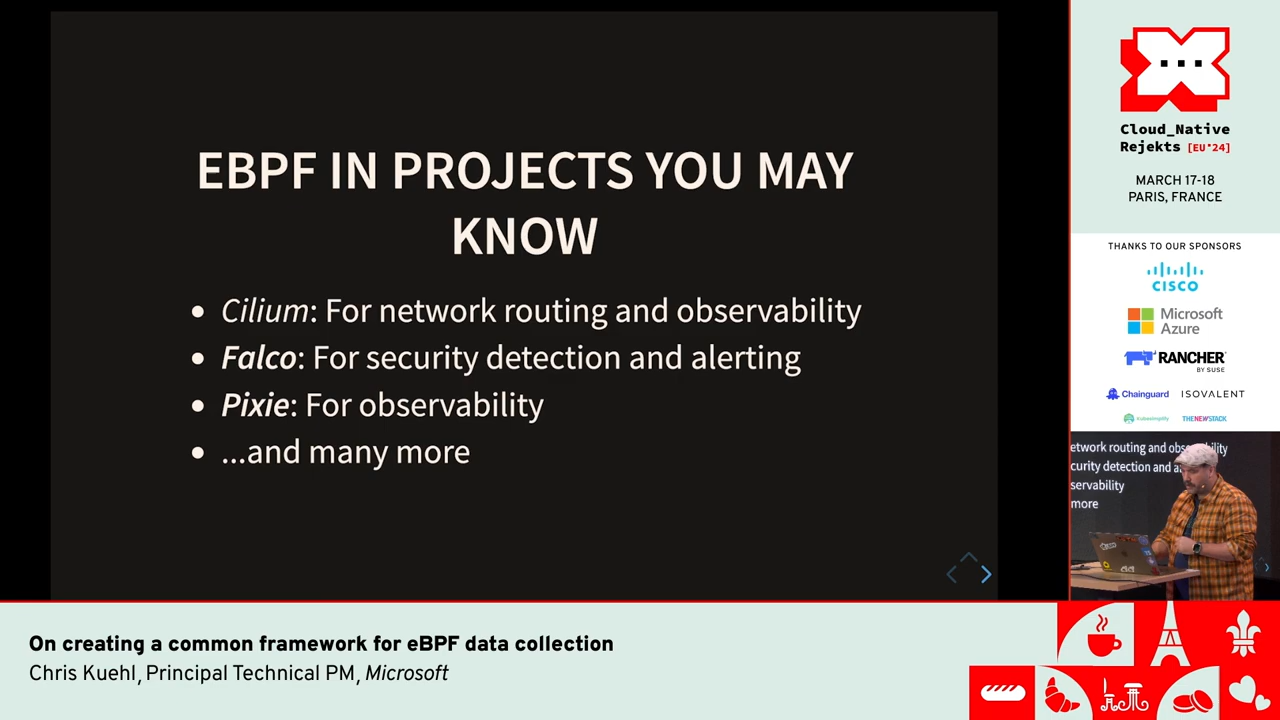 EBPF IN PROJECTS YOU MAY
KNOW
• Cilium: For network routing and observability
• Falco: For security detection and alerting
• Pixie: For observability
• ...and many more
Cloud_Native
Rejekts [EU*24]
MARCH 17-18
PARIS, FRANCE
THANKS TO OUR SPONSORS
CISCO
Microsoft
Azure
RANCHER
BY SUSE
Chainguard ISOVALENT
kubesimplify THENEWSTACK
etwork routing and observability
curity detection and a
servability
more
On creating a common framework for eBPF data collection
Chris Kuehl, Principal Technical PM, Microsoft